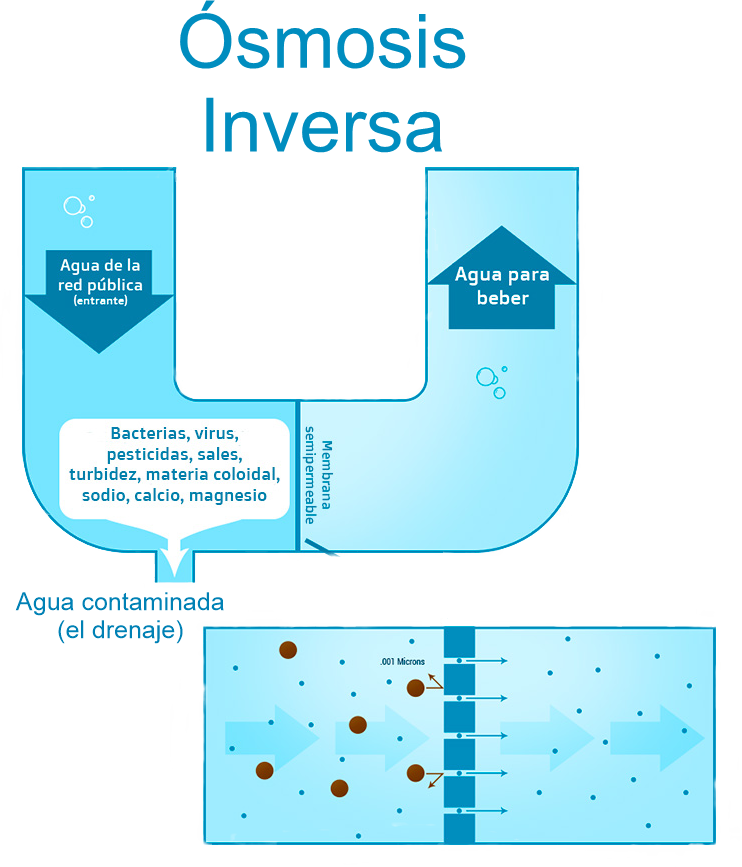 Ósmosis
Inversa
Agua de la
red pública
(entrante)
Agua para
beber
Bacterias, virus,
pesticidas, sales,
turbidez, materia coloidal,
sodio, calcio, magnesio
Membrana
semipermeable
Agua contaminada
(el drenaje)
.001 Microns